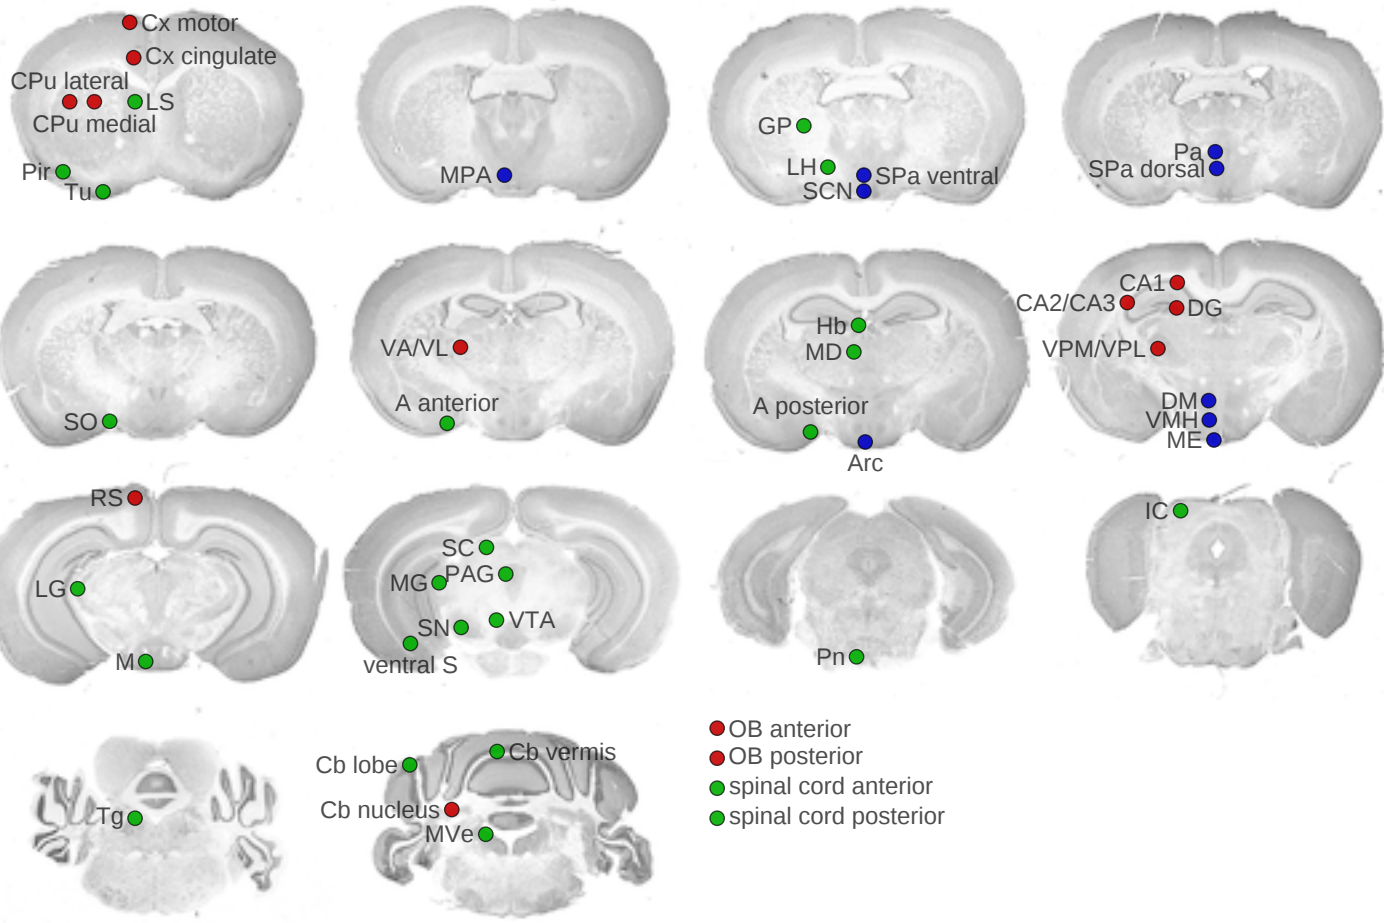 Cx motor
Cx cingulate
CPu lateral
LS
CPu medial
Pir
Tu
MPA
GP
LH
SPa ventral
SCN
Pa
SPa dorsal
SO
VA/VL
A anterior
Hb
MD
A posterior
Arc
CA1
CA2/CA3
DG
VPM/VPL
DM
VMH
ME
RS
LG
M
SC
MG
PAG
SN
VTA
ventral S
Pn
IC
Tg
Cb lobe
Cb vermis
Cb nucleus
MVe
OB anterior
OB posterior
spinal cord anterior
spinal cord posterior